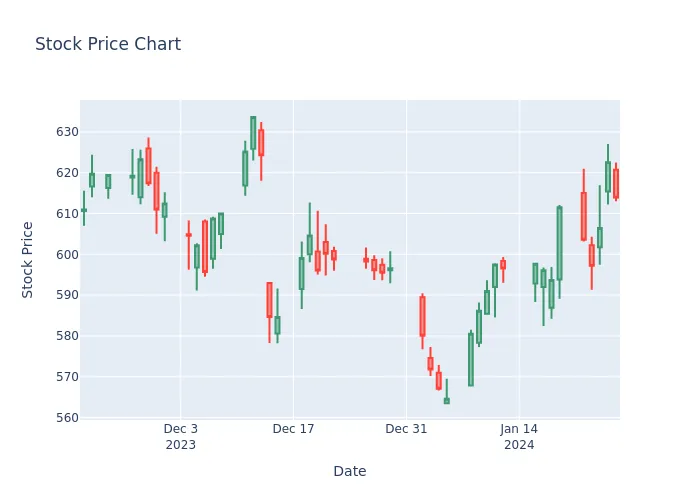 Stock Price Chart
Stock Price
630
620
610
600
590
580
570
560
Dec 3
2023
Dec 17
Dec 31
Jan 14
2024
Date